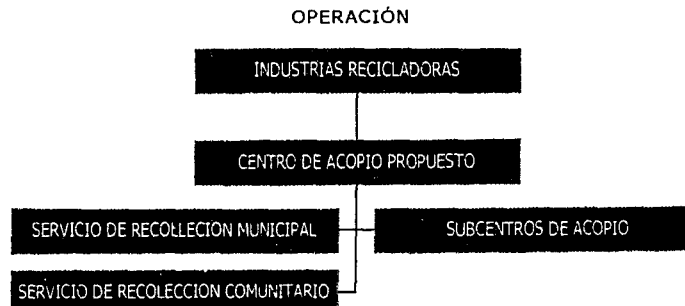 OPERACIÓN
INDUSTRIAS RECICLADORAS
CENTRO DE ACOPIO PROPUESTO
SERVICIO DE RECOLLECION MUNICIPAL
SUBCENTROS DE ACOPIO
SERVICIO DE RECOLECCION COMUNITARIO